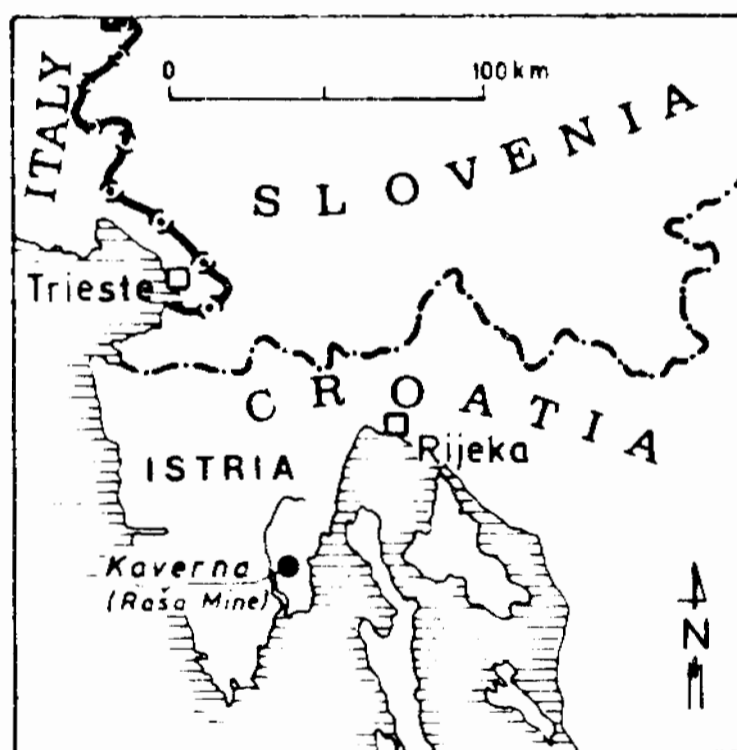 0 100 km
ITALY
SLOVENIA
Trieste
CROATIA
Rijeka
ISTRIA
Kaverna
(Raša Mine)
N